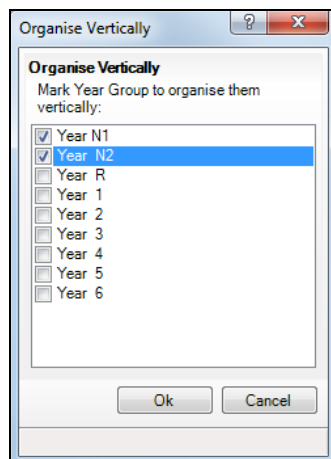 Organise Vertically
?
X
Organise Vertically
Mark Year Group to organise them
vertically:
Year N1
Year N2
Year R
Year 1
Year 2
Year 3
Year 4
Year 5
Year 6
Ok
Cancel